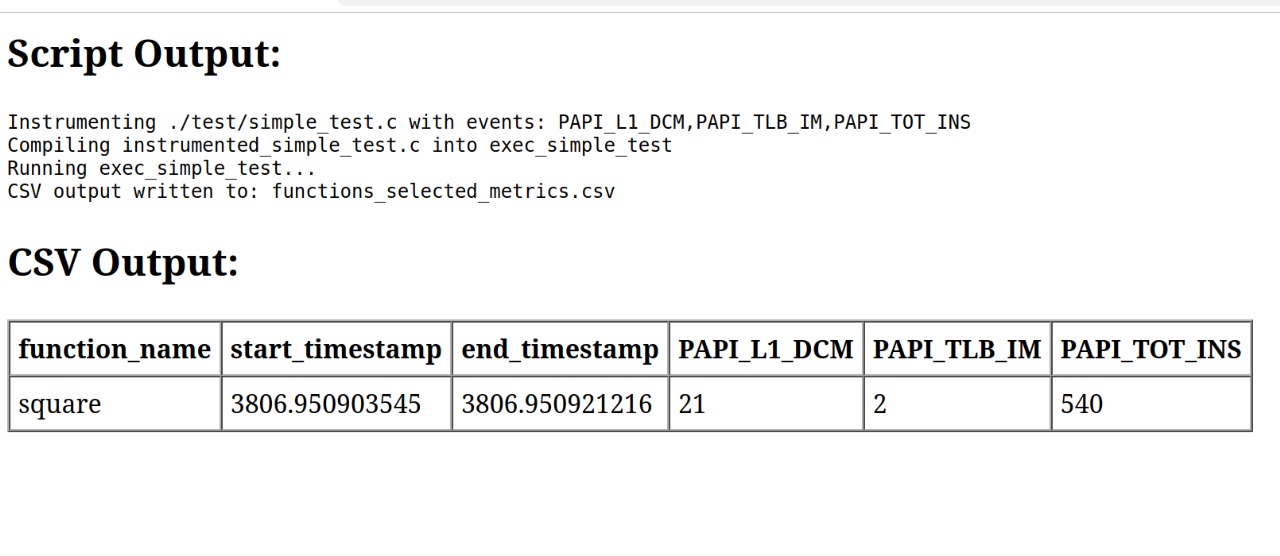 Script Output:
Instrumenting ./test/simple_test.c with events: PAPI_L1_DCM,PAPI_TLB_IM,PAPI_TOT_INS
Compiling instrumented_simple_test.c into exec_simple_test
Running exec_simple_test...
CSV output written to: functions_selected_metrics.csv
CSV Output:
function_name start_timestamp end_timestamp PAPI_L1_DCM PAPI_TLB_IM PAPI_TOT_INS
square 3806.950903545 3806.950921216 21 2 540